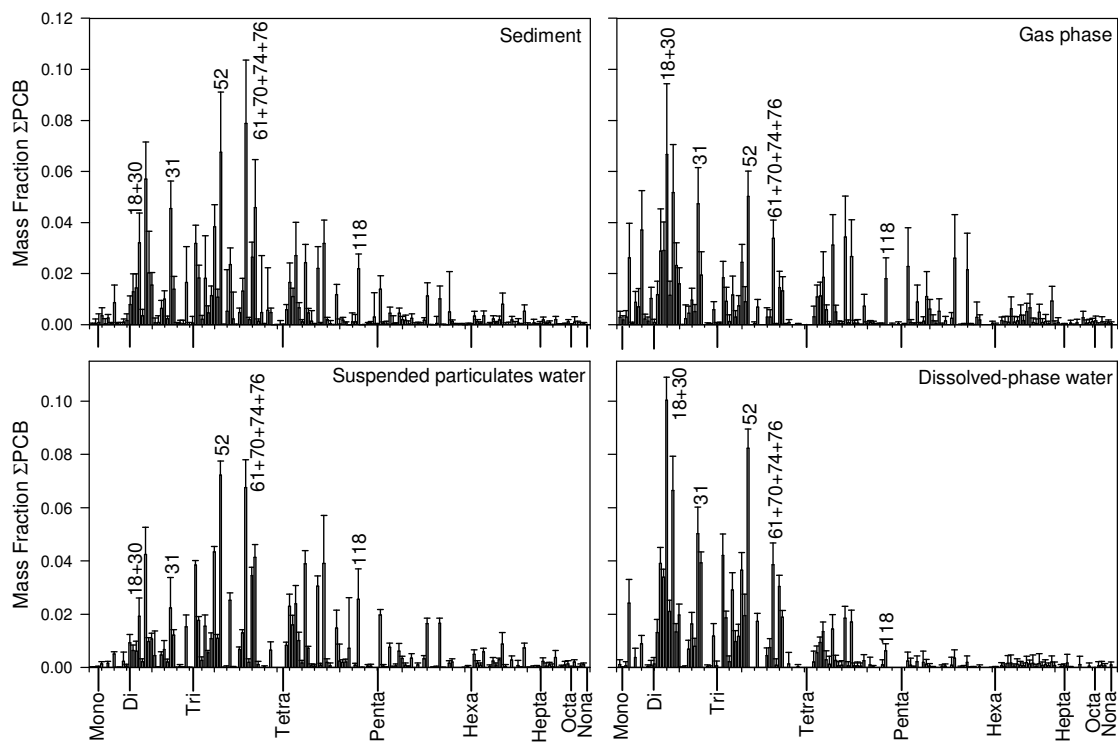 Sediment
Gas phase
Mass Fraction ΣPCB
0.12
0.10
0.08
0.06
0.04
0.02
0.00
18+30
31
52
61+70+74+76
118
18+30
31
52
61+70+74+76
118
Suspended particulates water
Dissolved-phase water
Mass Fraction ΣPCB
0.10
0.08
0.06
0.04
0.02
0.00
18+30
31
52
61+70+74+76
118
18+30
31
52
61+70+74+76
118
Mono
Di
Tri
Tetra
Penta
Hexa
Hepta
Octa
Nona
Mono
Di
Tri
Tetra
Penta
Hexa
Hepta
Octa
Nona